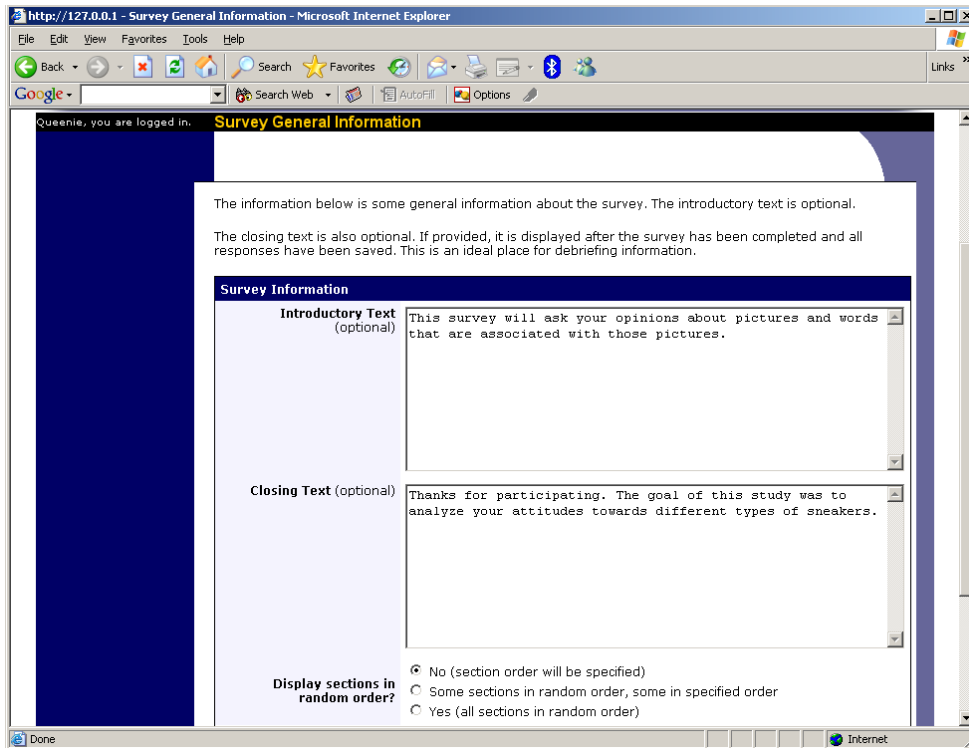 http://127.0.0.1 - Survey General Information - Microsoft Internet Explorer
File Edit View Favorites Tools Help
Back Search Favorites Links »
Google Search Web AutoFill Options
Queenie, you are logged in. Survey General Information
The information below is some general information about the survey. The introductory text is optional.
The closing text is also optional. If provided, it is displayed after the survey has been completed and all
responses have been saved. This is an ideal place for debriefing information.
Survey Information
Introductory Text
(optional)
This survey will ask your opinions about pictures and words
that are associated with those pictures.
Closing Text (optional)
Thanks for participating. The goal of this study was to
analyze your attitudes towards different types of sneakers.
Display sections in
random order?
No (section order will be specified)
Some sections in random order, some in specified order
Yes (all sections in random order)
Done Internet